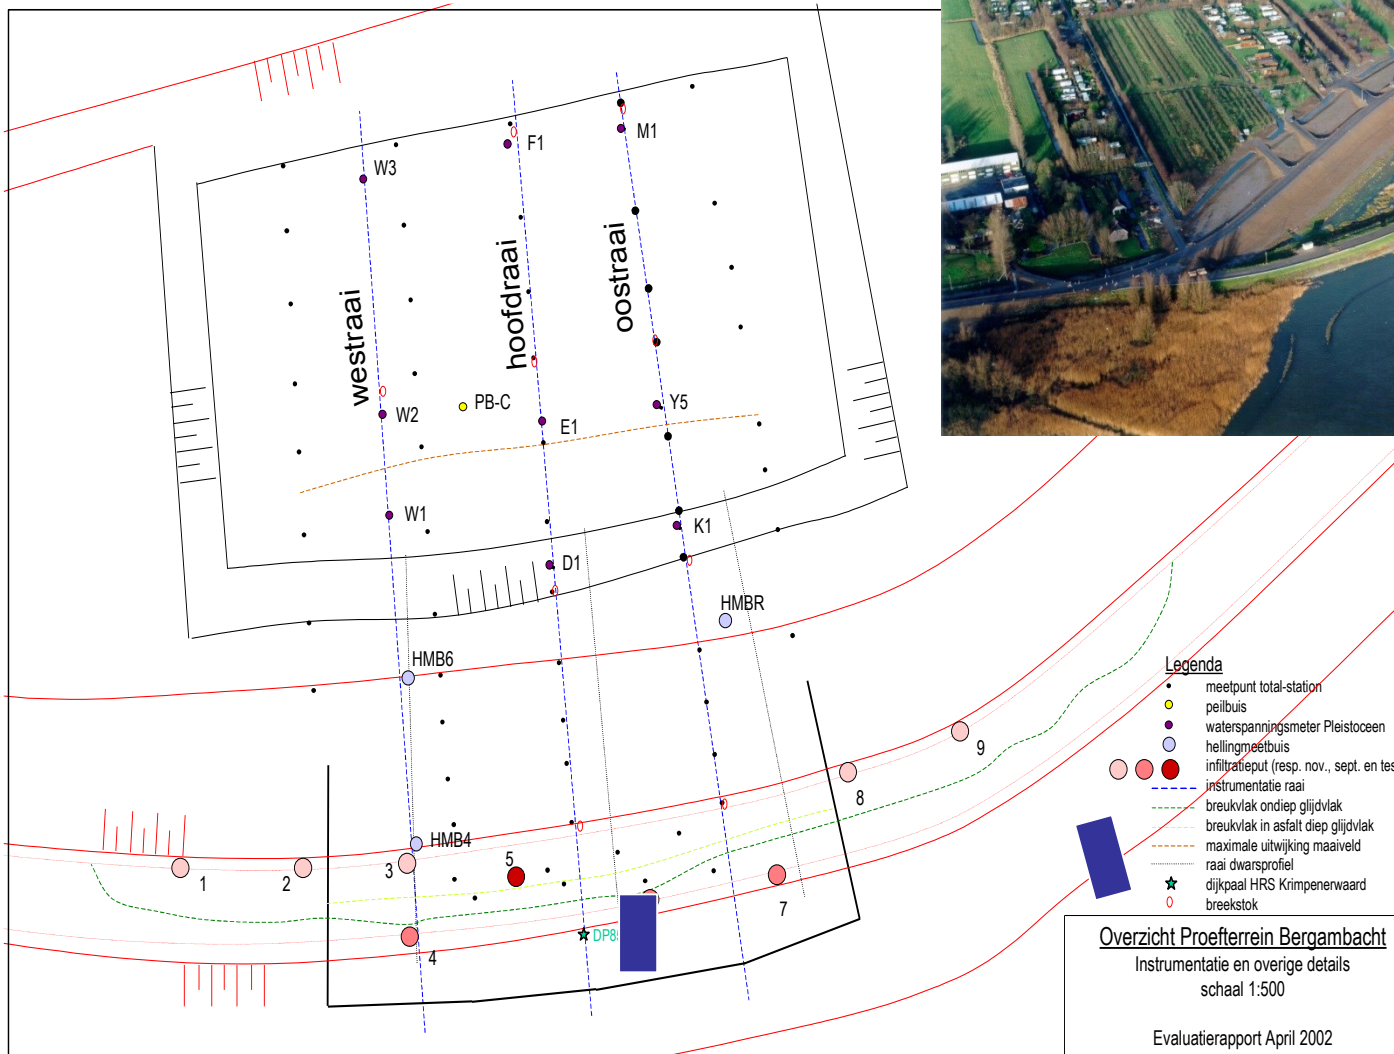 M1
F1
W3
westraai
hoofdraai
oostraai
PB-C
W2
E1
Y5
W1
K1
D1
HMBR
HMB6
HMB4
1
2
3
4
5
7
8
9
Legenda
meetpunt total-station
peilbuis
waterspanningsmeter Pleistoceen
hellingmeetbuis
infiltratieput (resp. nov., sept. en tes
instrumentatie raai
breukvlak ondiep glijdvlak
breukvlak in asfalt diep glijdvlak
maximale uitwijking maaiveld
raai dwarsprofiel
dijkpaal HRS Krimpenerwaard
breekstok
Overzicht Proefterrein Bergambacht
Instrumentatie en overige details
schaal 1:500
Evaluatierapport April 2002